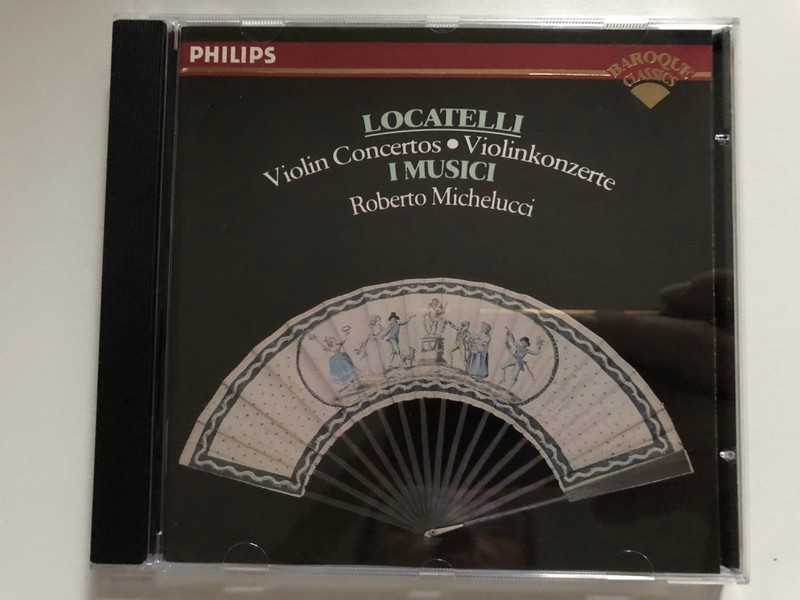 PHILIPS
BAROQUE
CLASSICS
LOCATELLI
Violin Concertos • Violinkonzerte
I MUSICI
Roberto Michelucci